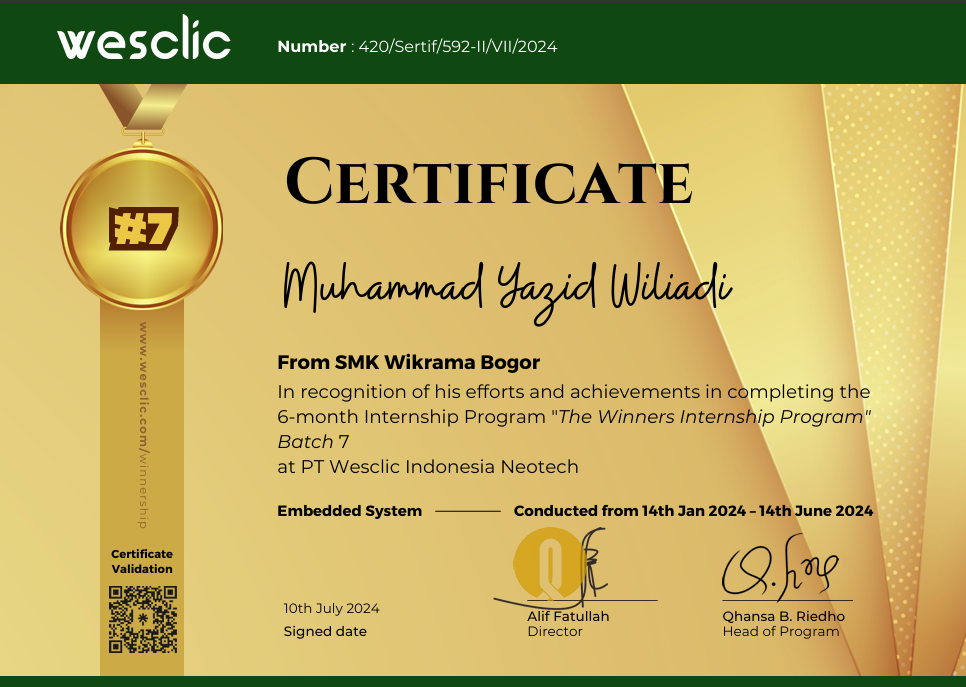 wesclic
Number : 420/Sertif/592-II/VII/2024
#7
CERTIFICATE
Muhammad Yazid Wiliadi
From SMK Wikrama Bogor
In recognition of his efforts and achievements in completing the
6-month Internship Program "The Winners Internship Program"
Batch 7
at PT Wesclic Indonesia Neotech
Embedded System
Conducted from 14th Jan 2024 – 14th June 2024
www.wesclic.com/winnership
Certificate
Validation
10th July 2024
Signed date
Alif Fatullah
Director
Qhansa B. Riedho
Head of Program